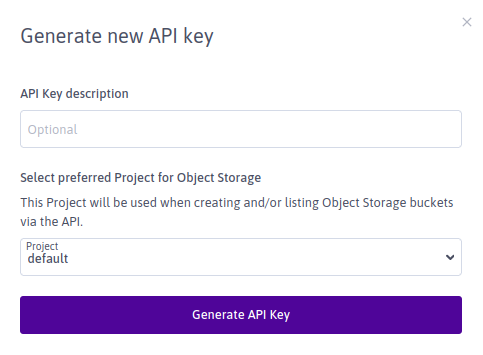 Generate new API key
API Key description
Optional
Select preferred Project for Object Storage
This Project will be used when creating and/or listing Object Storage buckets
via the API.
Project
default
Generate API Key